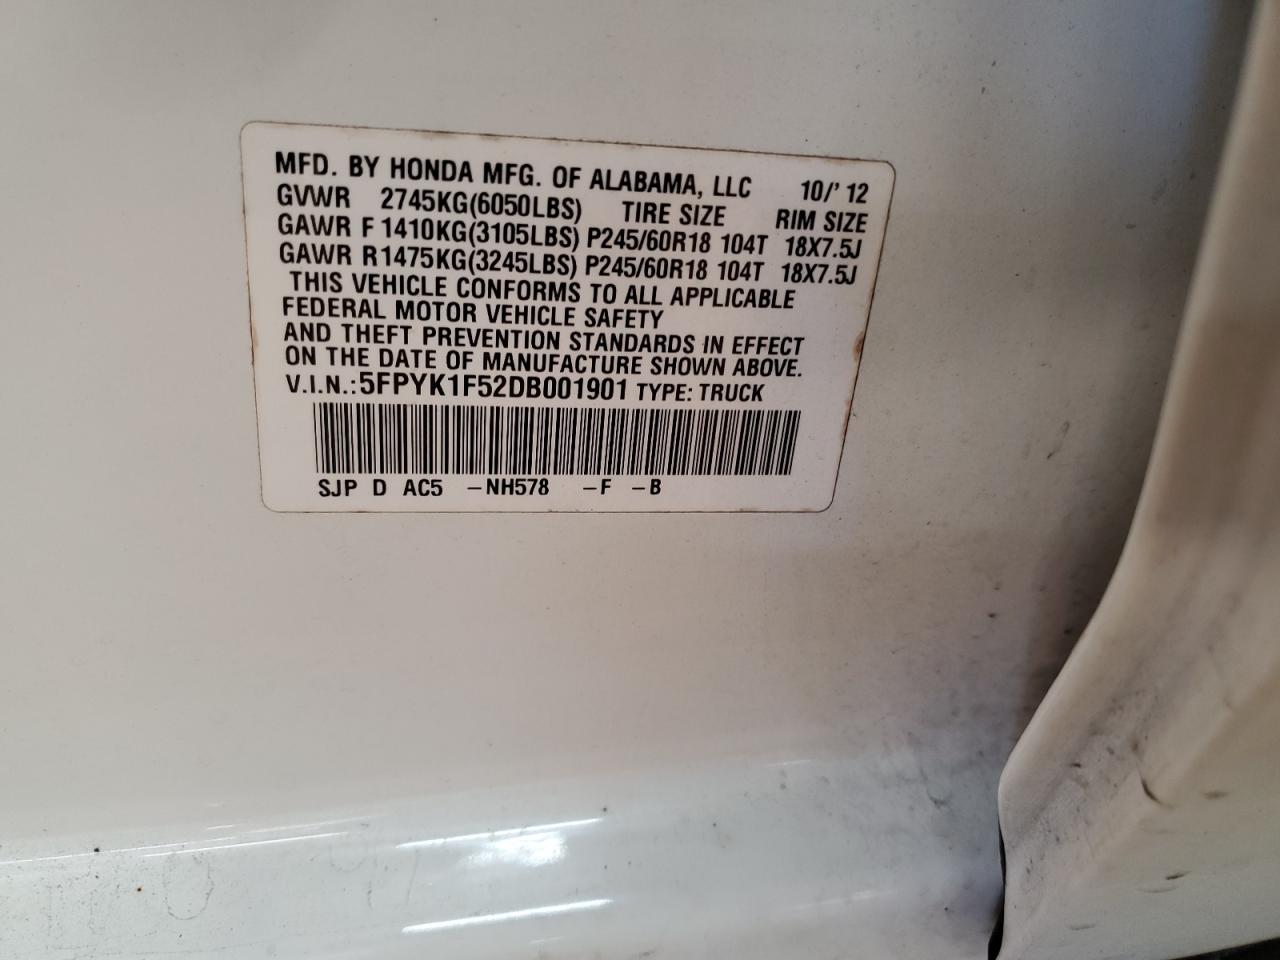 MFD. BY HONDA MFG. OF ALABAMA, LLC 10/' 12
GVWR 2745KG(6050LBS) TIRE SIZE RIM SIZE
GAWR F 1410KG(3105LBS) P245/60R18 104T 18X7.5J
GAWR R1475KG(3245LBS) P245/60R18 104T 18X7.5J
THIS VEHICLE CONFORMS TO ALL APPLICABLE
FEDERAL MOTOR VEHICLE SAFETY
AND THEFT PREVENTION STANDARDS IN EFFECT
ON THE DATE OF MANUFACTURE SHOWN ABOVE.
V.I.N.:5FPYK1F52DB001901 TYPE: TRUCK
SJP D AC5 -NH578 -F -B